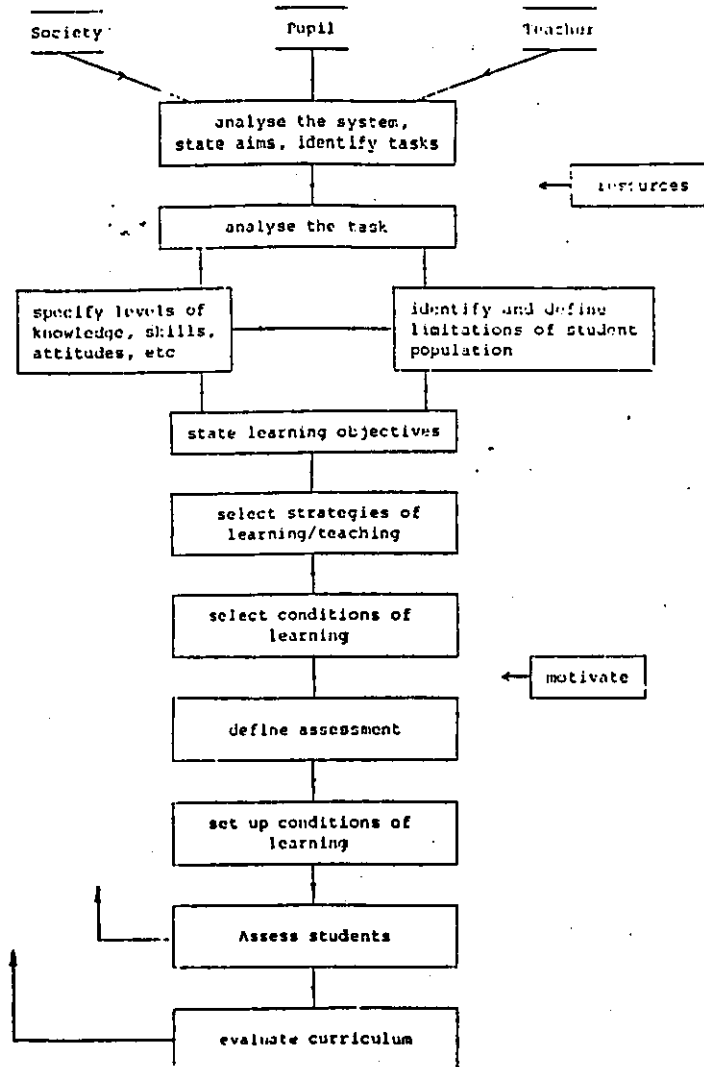 Society
Pupil
Teacher
analyse the system,
state aims, identify tasks
resources
analyse the task
specify levels of
knowledge, skills,
attitudes, etc
identify and define
limitations of student
population
state learning objectives
select strategies of
learning/teaching
select conditions of
learning
motivate
define assessment
set up conditions of
learning
Assess students
evaluate curriculum